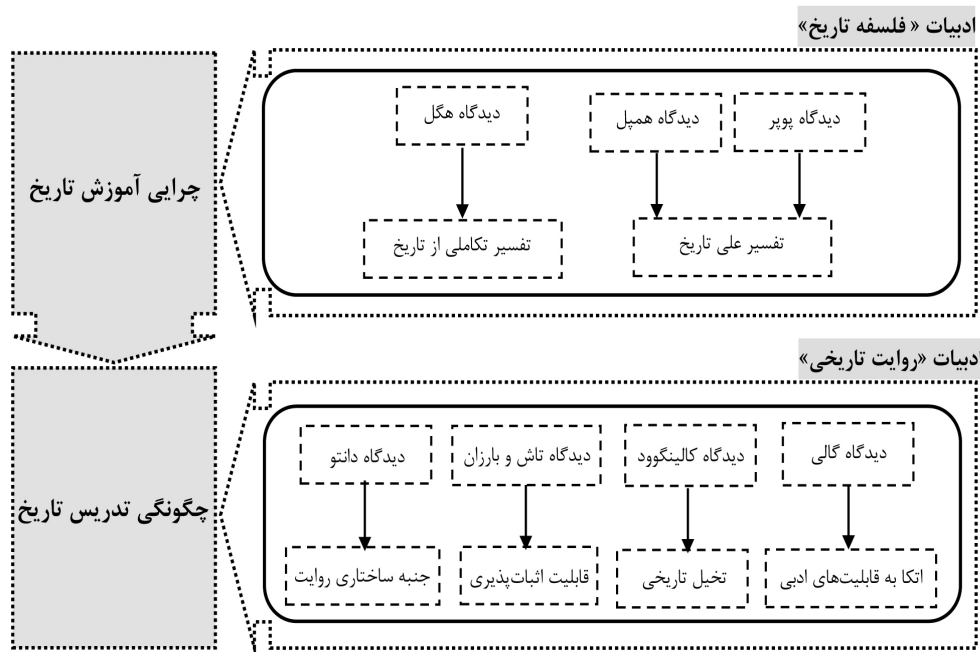 ادبیات « فلسفه تاریخ»
دیدگاه پوپر
دیدگاه همپل
دیدگاه هگل
تفسیر علی تاریخ
تفسیر تکاملی از تاریخ
چرایی آموزش تاریخ
دبیات «روایت تاریخی»
دیدگاه گالی
دیدگاه کالینگوود
دیدگاه تاش و بارزان
دیدگاه دانتو
اتکا به قابلیت‌های ادبی
تخیل تاریخی
قابلیت اثبات‌پذیری
جنبه ساختاری روایت
چگونگی تدریس تاریخ